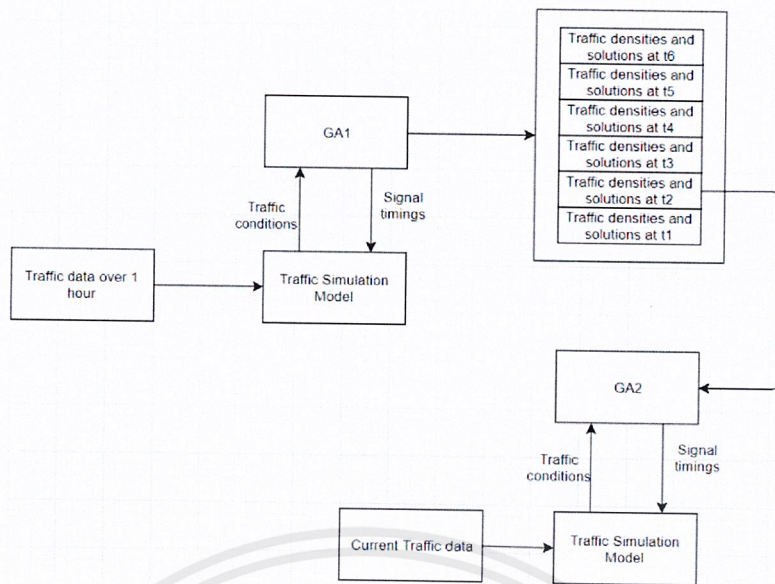 Traffic densities and
solutions at t6
Traffic densities and
solutions at t5
Traffic densities and
solutions at t4
Traffic densities and
solutions at t3
Traffic densities and
solutions at t2
Traffic densities and
solutions at t1
GA1
Traffic
conditions
Signal
timings
Traffic data over 1
hour
Traffic Simulation
Model
GA2
Traffic
conditions
Signal
timings
Current Traffic data
Traffic Simulation
Model